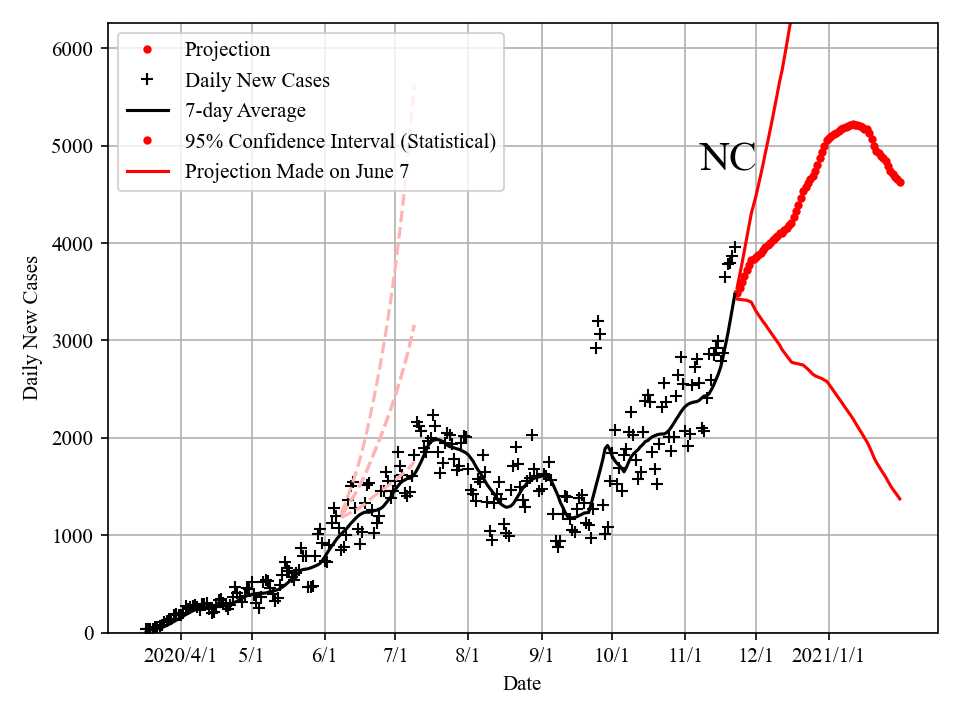 6000
5000
4000
3000
2000
1000
0
Daily New Cases
Projection
Daily New Cases
7-day Average
95% Confidence Interval (Statistical)
Projection Made on June 7
NC
2020/4/1 5/1 6/1 7/1 8/1 9/1 10/1 11/1 12/1 2021/1/1
Date